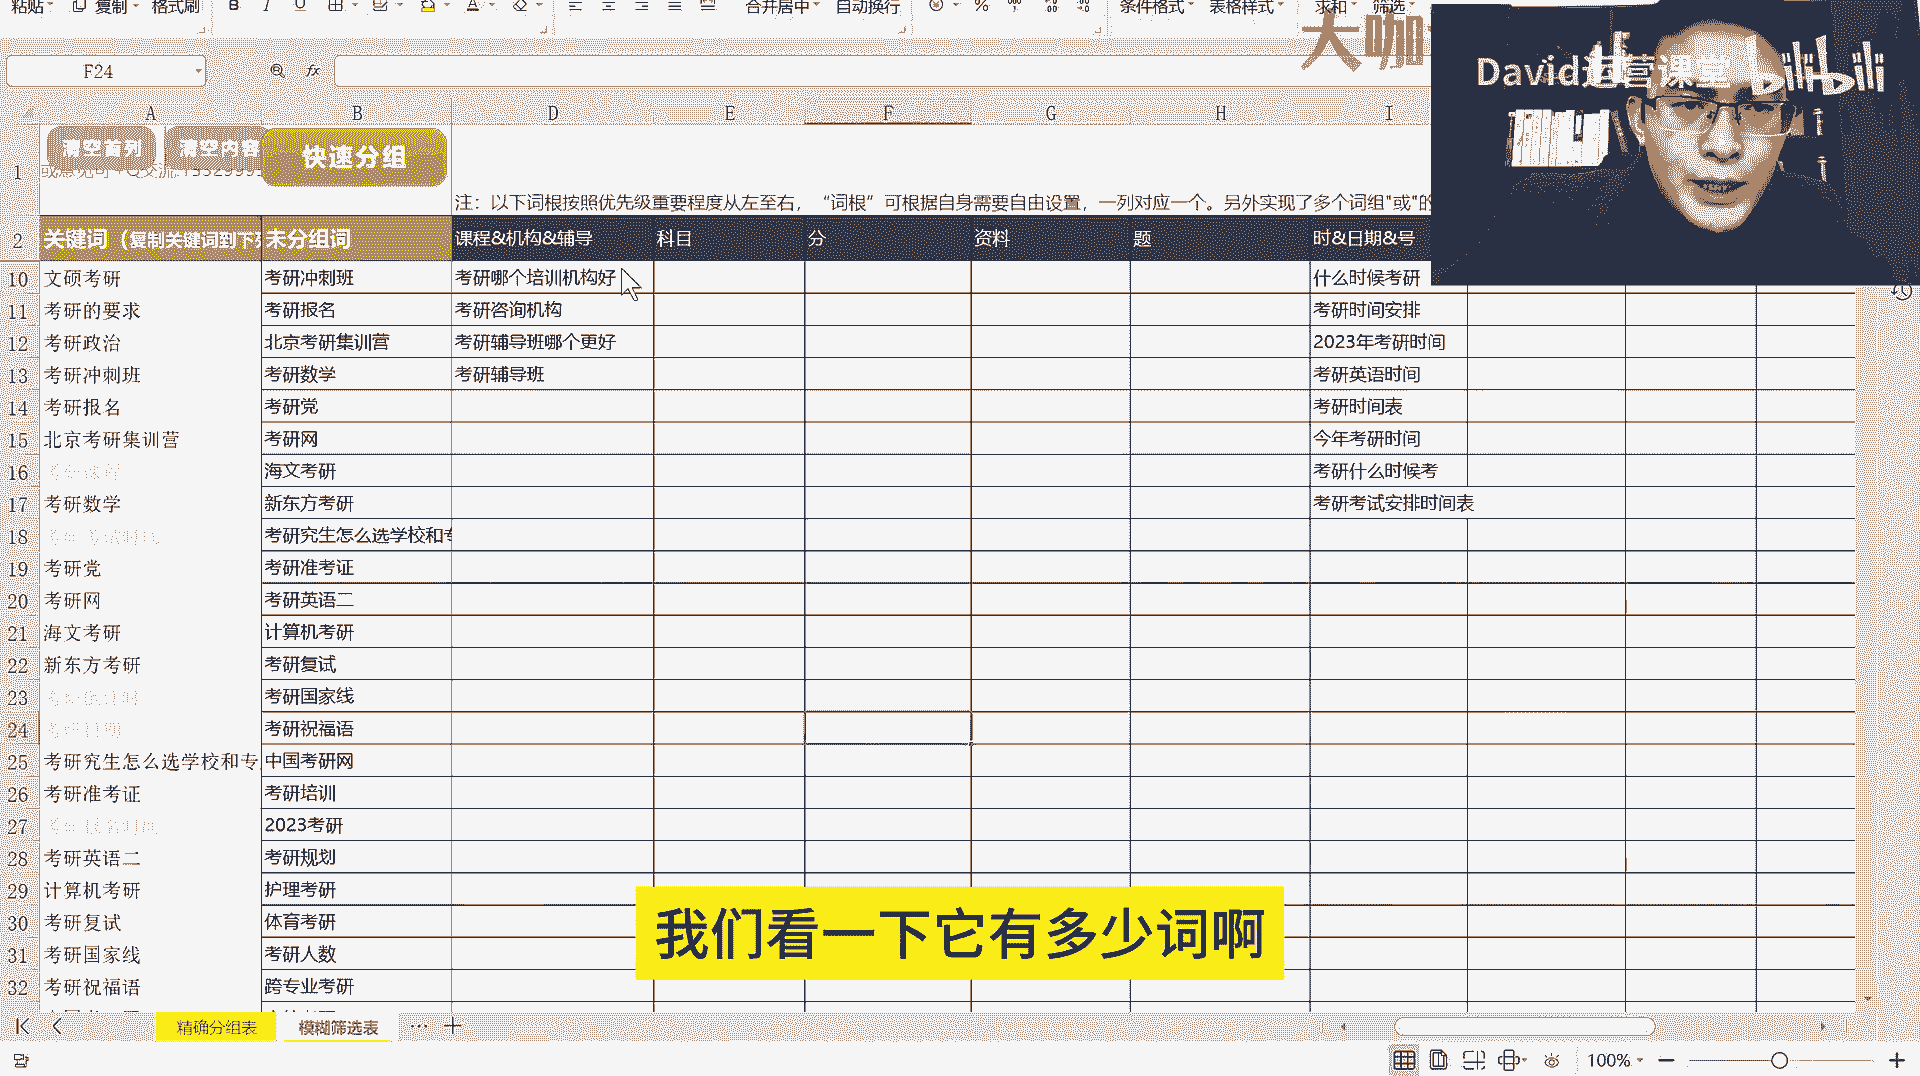 粘贴 复制 格式刷 B I U A 合并居中 自动换行 % 条件格式 表格样式 求和 筛选
大咖
David运营课堂 bilibili
F24 fx
A B D E F G H I
清空首列 清空内容 快速分组
1
注：以下词根按照优先级重要程度从左至右，“词根”可根据自身需要自由设置，一列对应一个。另外实现了多个词组"或"的
2 关键词（复制关键词到下列 未分组词 课程&机构&辅导 科目 分 资料 题 时&日期&号
10 文硕考研 考研冲刺班 考研哪个培训机构好 什么时候考研
11 考研的要求 考研报名 考研咨询机构 考研时间安排
12 考研政治 北京考研集训营 考研辅导班哪个更好 2023年考研时间
13 考研冲刺班 考研数学 考研辅导班 考研英语时间
14 考研报名 考研党 考研时间表
15 北京考研集训营 考研网 今年考研时间
16 海文考研 考研什么时候考
17 考研数学 新东方考研 考研考试安排时间表
18 考研究生怎么选学校和专
19 考研党 考研准考证
20 考研网 考研英语二
21 海文考研 计算机考研
22 新东方考研 考研复试
23 考研国家线
24 考研祝福语
25 考研究生怎么选学校和专 中国考研网
26 考研准考证 考研培训
27 2023考研
28 考研英语二 考研规划
29 计算机考研 护理考研
30 考研复试 体育考研
31 考研国家线 考研人数
32 考研祝福语 跨专业考研
我们看一下它有多少词啊
精确分组表 模糊筛选表 ··· +
100% − +